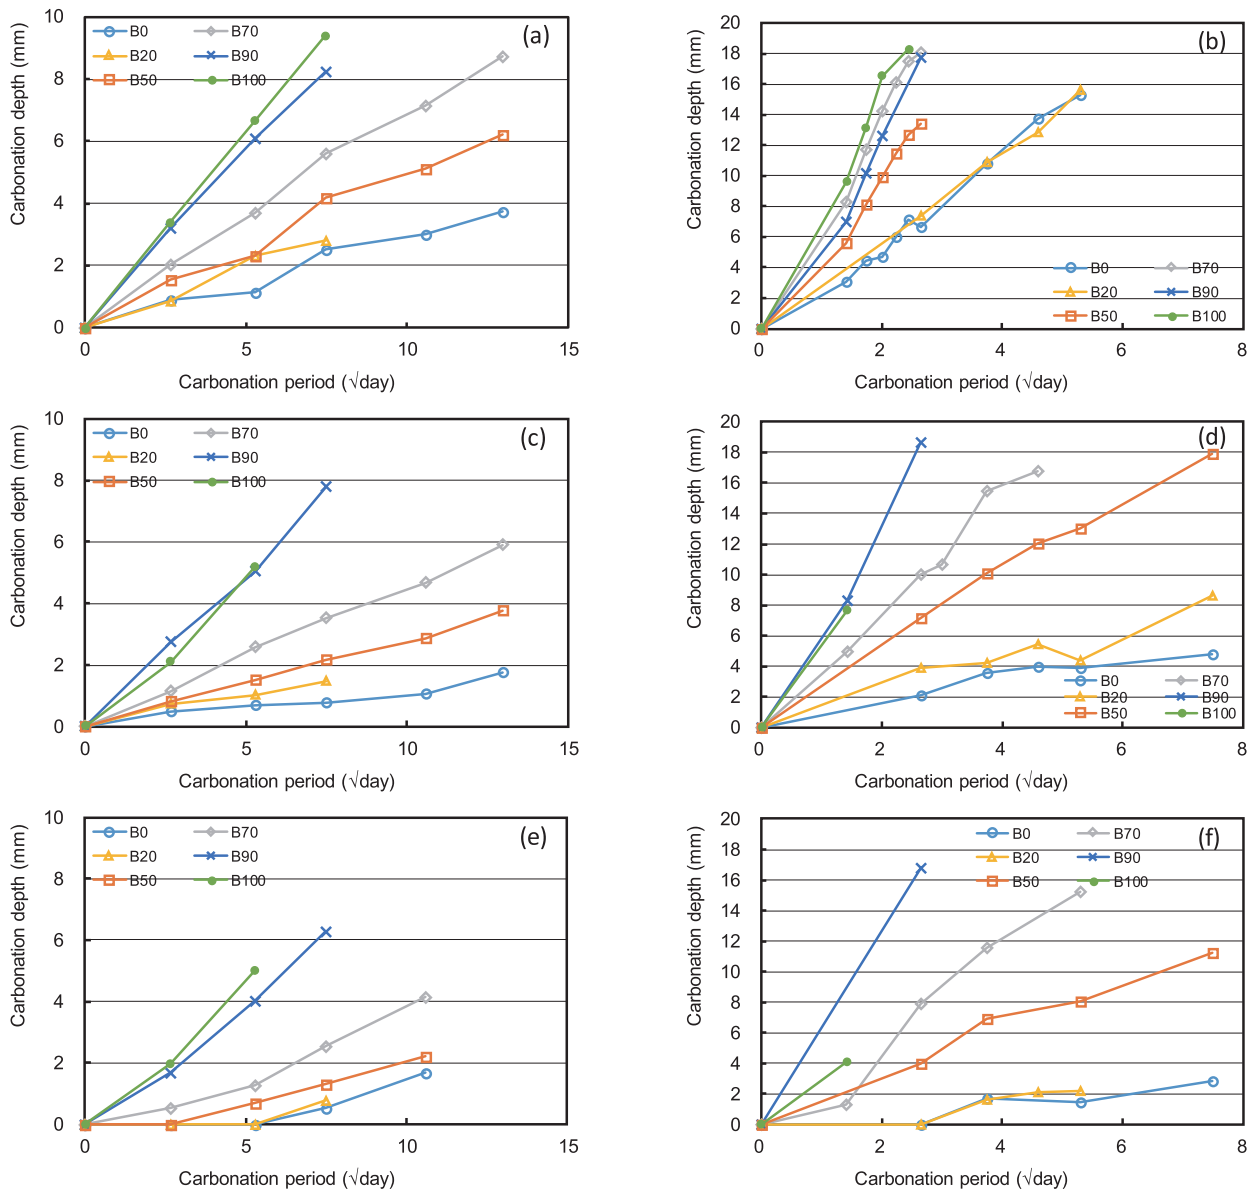 (a)
B0 B70
B20 B90
B50 B100
10
8
6
4
2
0
0 5 10 15
Carbonation depth (mm)
Carbonation period (√day)
(b)
20
18
16
14
12
10
8
6
4
2
0
B0 B70
B20 B90
B50 B100
0 2 4 6 8
Carbonation depth (mm)
Carbonation period (√day)
(c)
B0 B70
B20 B90
B50 B100
10
8
6
4
2
0
0 5 10 15
Carbonation depth (mm)
Carbonation period (√day)
(d)
20
18
16
14
12
10
8
6
4
2
0
B0 B70
B20 B90
B50 B100
0 2 4 6 8
Carbonation depth (mm)
Carbonation period (√day)
(e)
B0 B70
B20 B90
B50 B100
10
8
6
4
2
0
0 5 10 15
Carbonation depth (mm)
Carbonation period (√day)
(f)
B0 B70
B20 B90
B50 B100
20
18
16
14
12
10
8
6
4
2
0
0 2 4 6 8
Carbonation depth (mm)
Carbonation period (√day)